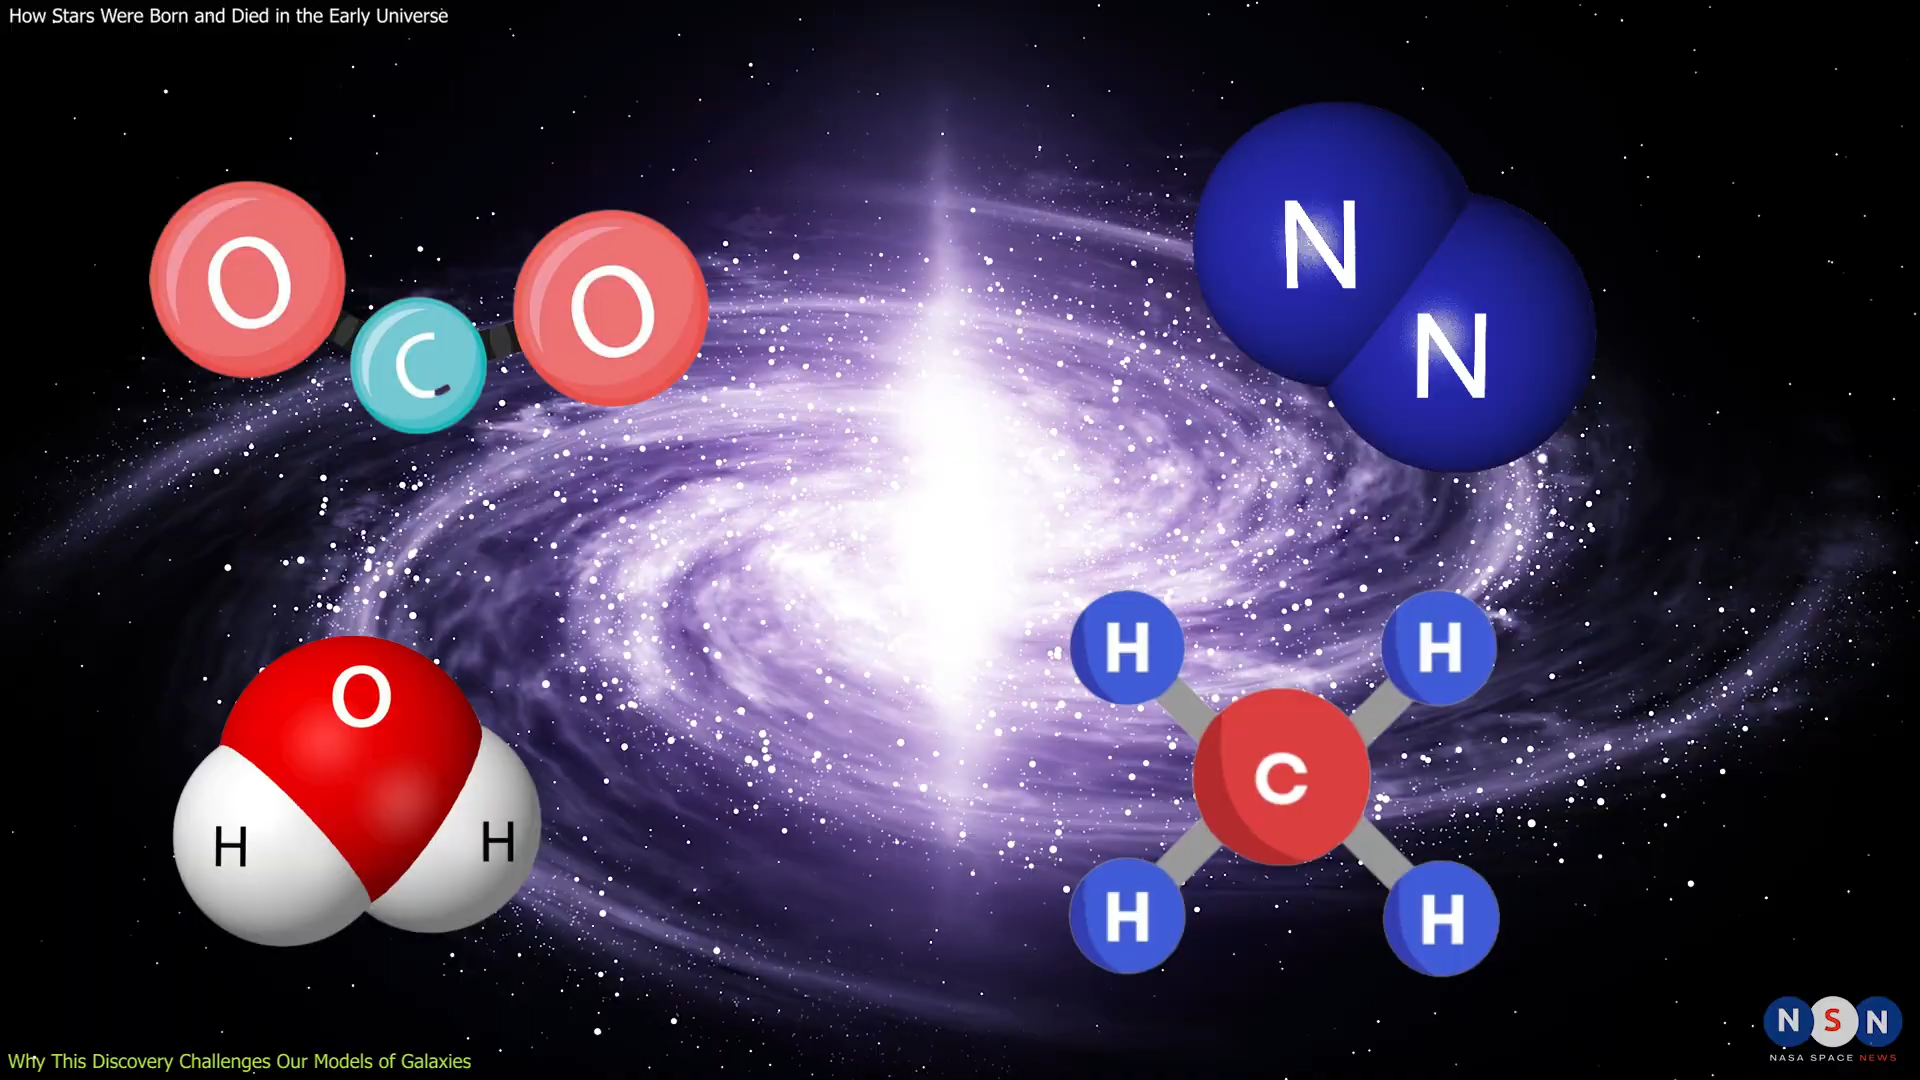 How Stars Were Born and Died in the Early Universe
O
C
O
N
N
O
H
H
H
H
C
H
H
Why This Discovery Challenges Our Models of Galaxies
NSN
NASA SPACE NEWS